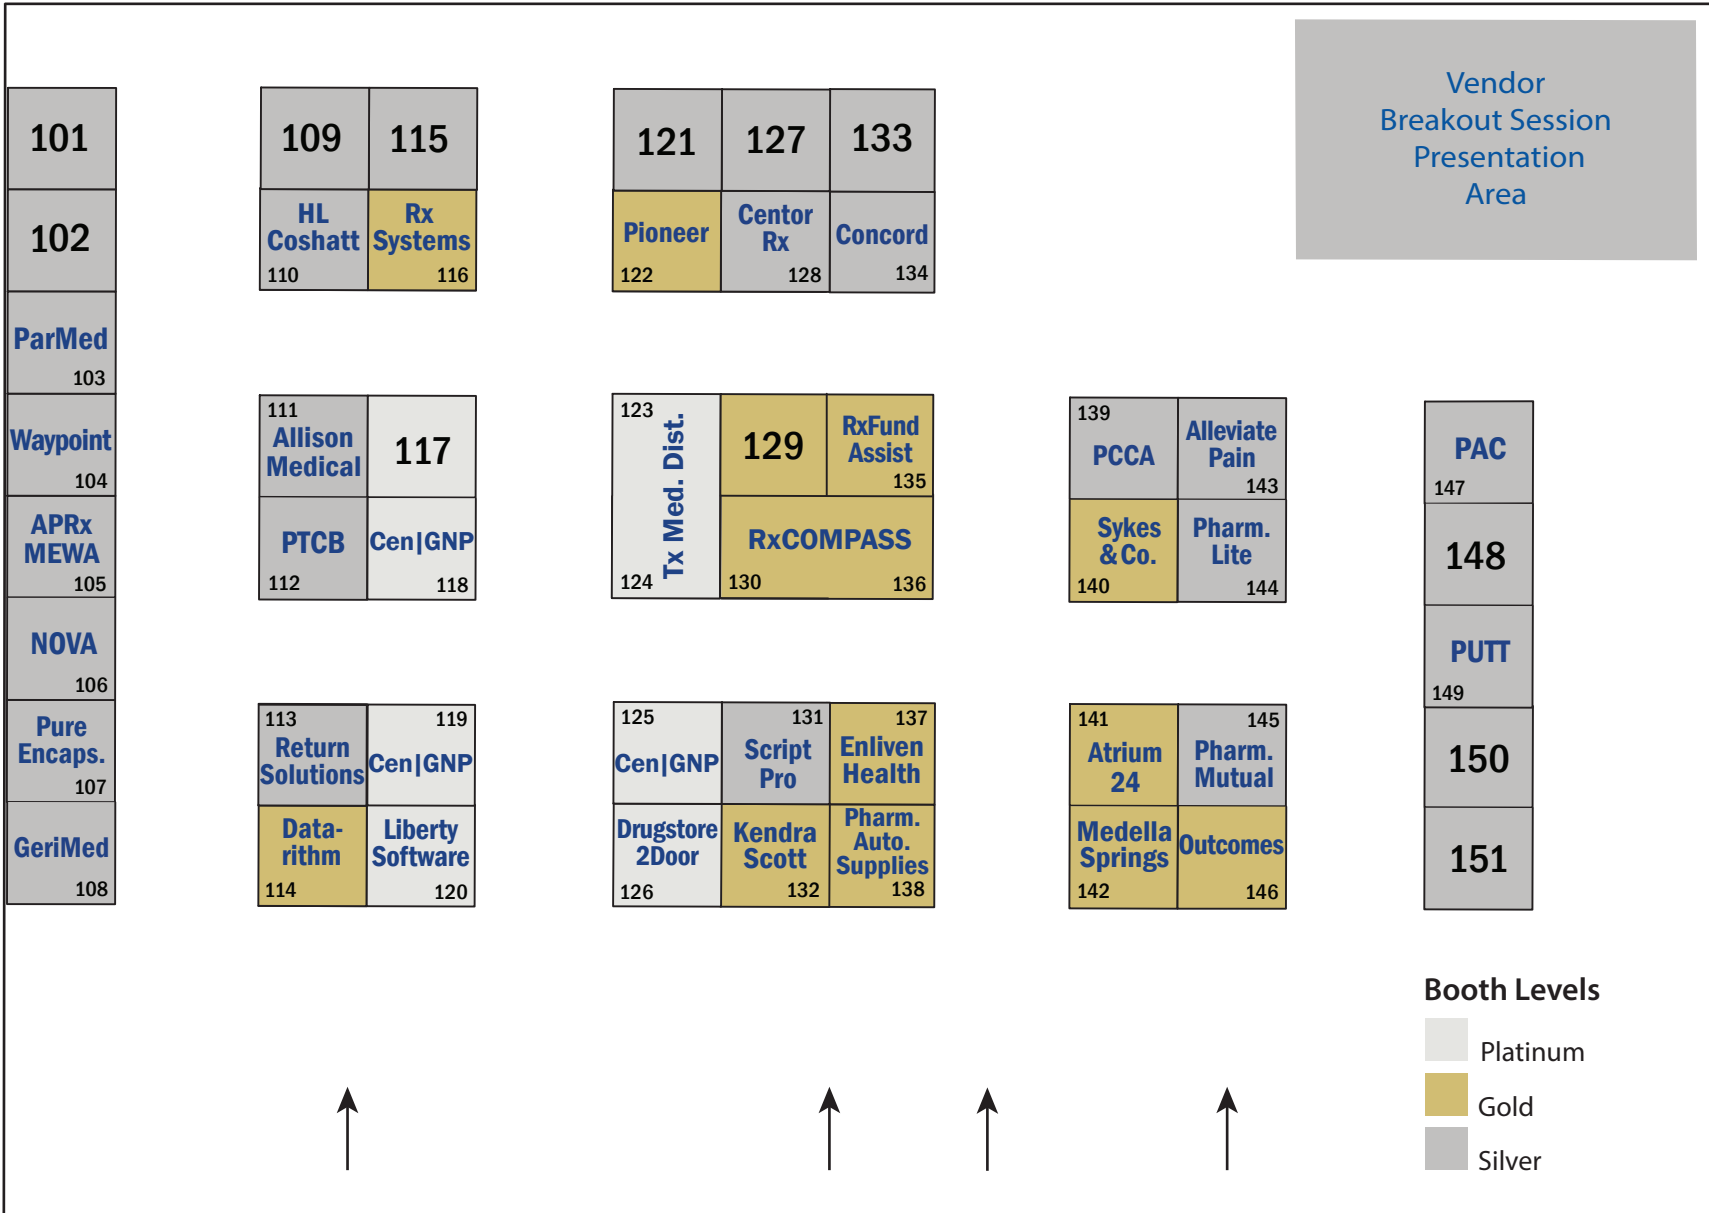 Vendor
Breakout Session
Presentation
Area
101
102
ParMed
103
Waypoint
104
APRx
MEWA
105
NOVA
106
Pure
Encaps.
107
GeriMed
108
109
115
HL
Coshatt
110
Rx
Systems
116
111
Allison
Medical
117
PTCB
112
Cen|GNP
118
113
Return
Solutions
119
Cen|GNP
Data-
rithm
114
Liberty
Software
120
121
127
133
Pioneer
122
Centor
Rx
128
Concord
134
123
Tx Med. Dist.
124
129
RxFund
Assist
135
RxCOMPASS
130
136
125
Cen|GNP
131
Script
Pro
137
Enliven
Health
Drugstore
2Door
126
Kendra
Scott
132
Pharm.
Auto.
Supplies
138
139
PCCA
Alleviate
Pain
143
Sykes
& Co.
140
Pharm.
Lite
144
141
Atrium
24
145
Pharm.
Mutual
Medella
Springs
142
Outcomes
146
PAC
147
148
PUTT
149
150
151
Booth Levels
Platinum
Gold
Silver